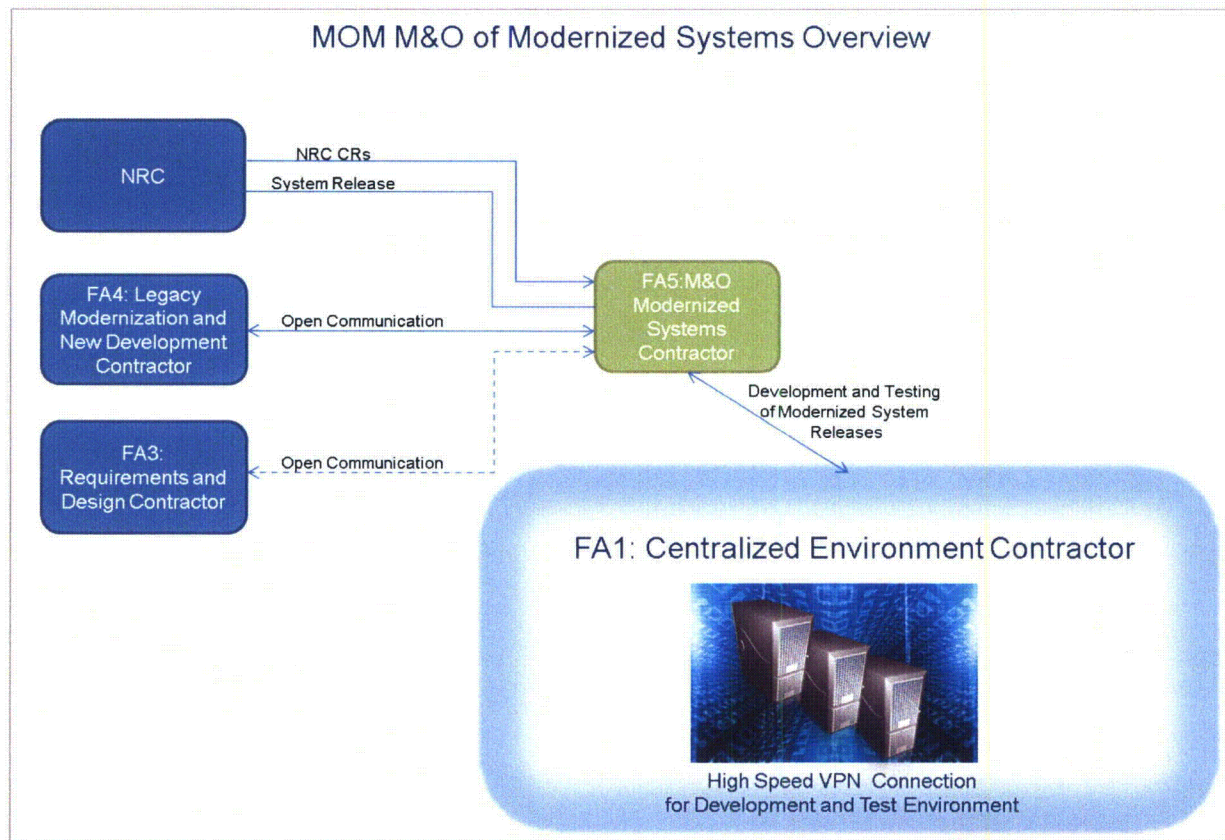 MOM M&O of Modernized Systems Overview
NRC
NRC CRs
System Release
FA4: Legacy
Modernization and
New Development
Contractor
Open Communication
FA5:M&O
Modernized
Systems
Contractor
Development and Testing
of Modernized System
Releases
FA3:
Requirements and
Design Contractor
Open Communication
FA1: Centralized Environment Contractor
High Speed VPN Connection
for Development and Test Environment